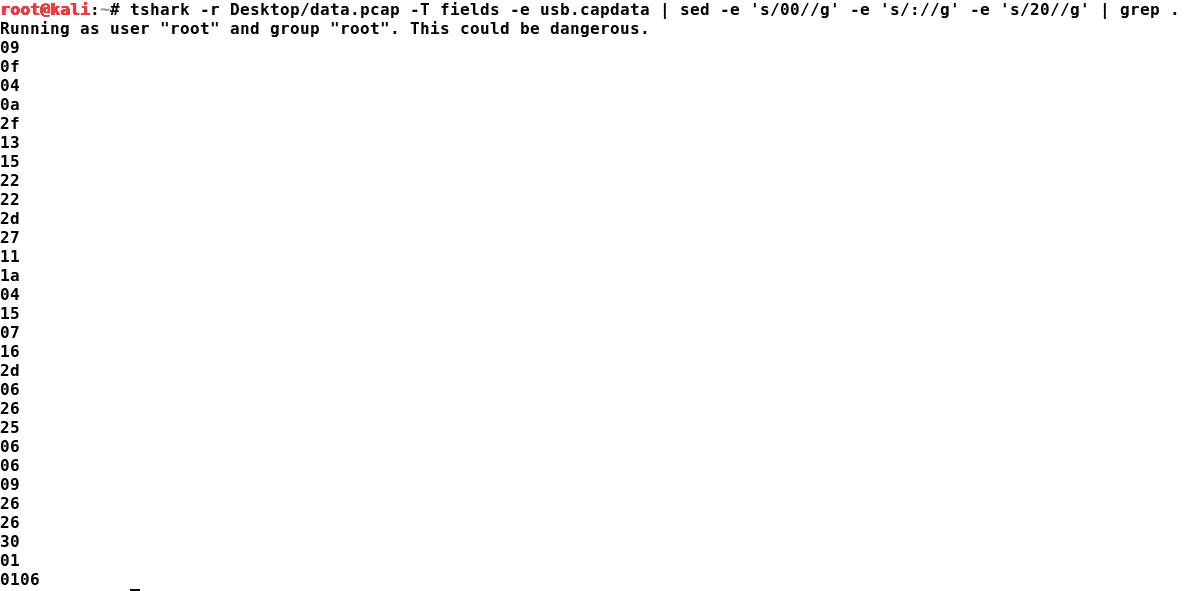 root@kali:~# tshark -r Desktop/data.pcap -T fields -e usb.capdata | sed -e 's/00//g' -e 's/://g' -e 's/20//g' | grep .
Running as user "root" and group "root". This could be dangerous.
09
0f
04
0a
2f
13
15
22
22
2d
27
11
1a
04
15
07
16
2d
06
26
25
06
06
09
26
26
30
01
0106